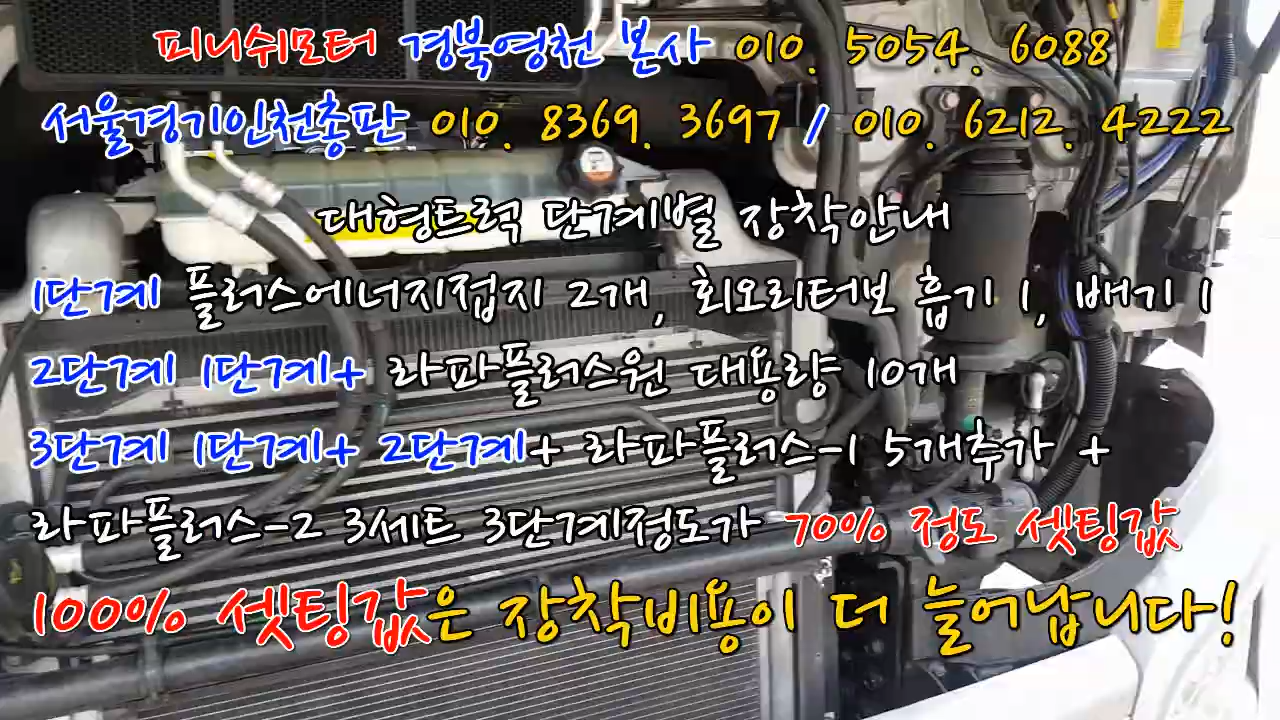 피니쉬모터 경북영천 본사 010. 5054. 6088
서울경기인천총판 010. 8369. 3697 / 010. 6212. 4222
대형트럭 단계별 장착안내
1단계 플러스에너지접지 2개, 회오리터보 흡기 1, 배기 1
2단계 1단계+ 라파플러스원 대용량 10개
3단계 1단계+ 2단계+ 라파플러스-1 5개추가 +
라파플러스-2 3세트 3단계정도가 70% 정도 셋팅값
100% 셋팅값은 장착비용이 더 늘어납니다!